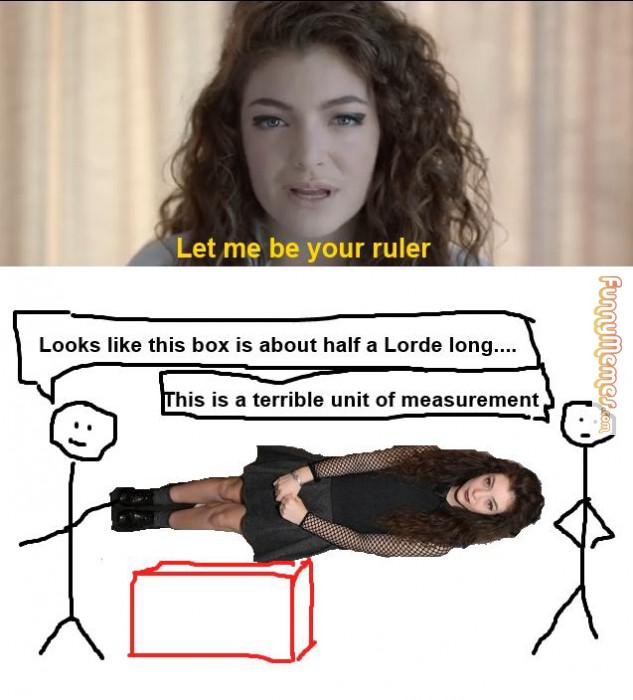 Let me be your ruler
Looks like this box is about half a Lorde long....
This is a terrible unit of measurement
FunnyMemes.com